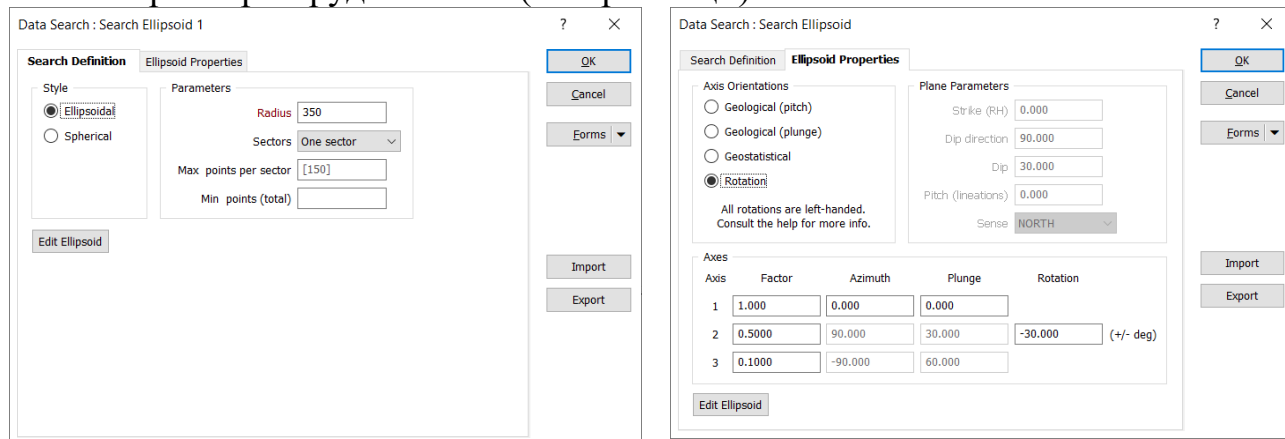 Data Search : Search Ellipsoid 1
? ×
Search Definition Ellipsoid Properties
Style
Ellipsoidal
Spherical
Parameters
Radius 350
Sectors One sector
Max points per sector [150]
Min points (total)
Edit Ellipsoid
OK
Cancel
Forms
Import
Export
Data Search : Search Ellipsoid
? ×
Search Definition Ellipsoid Properties
Axis Orientations
Geological (pitch)
Geological (plunge)
Geostatistical
Rotation
All rotations are left-handed.
Consult the help for more info.
Plane Parameters
Strike (RH) 0.000
Dip direction 90.000
Dip 30.000
Pitch (lineations) 0.000
Sense NORTH
Axes
Axis Factor Azimuth Plunge Rotation
1 1.000 0.000 0.000
2 0.5000 90.000 30.000 -30.000 (+/- deg)
3 0.1000 -90.000 60.000
Edit Ellipsoid
OK
Cancel
Forms
Import
Export